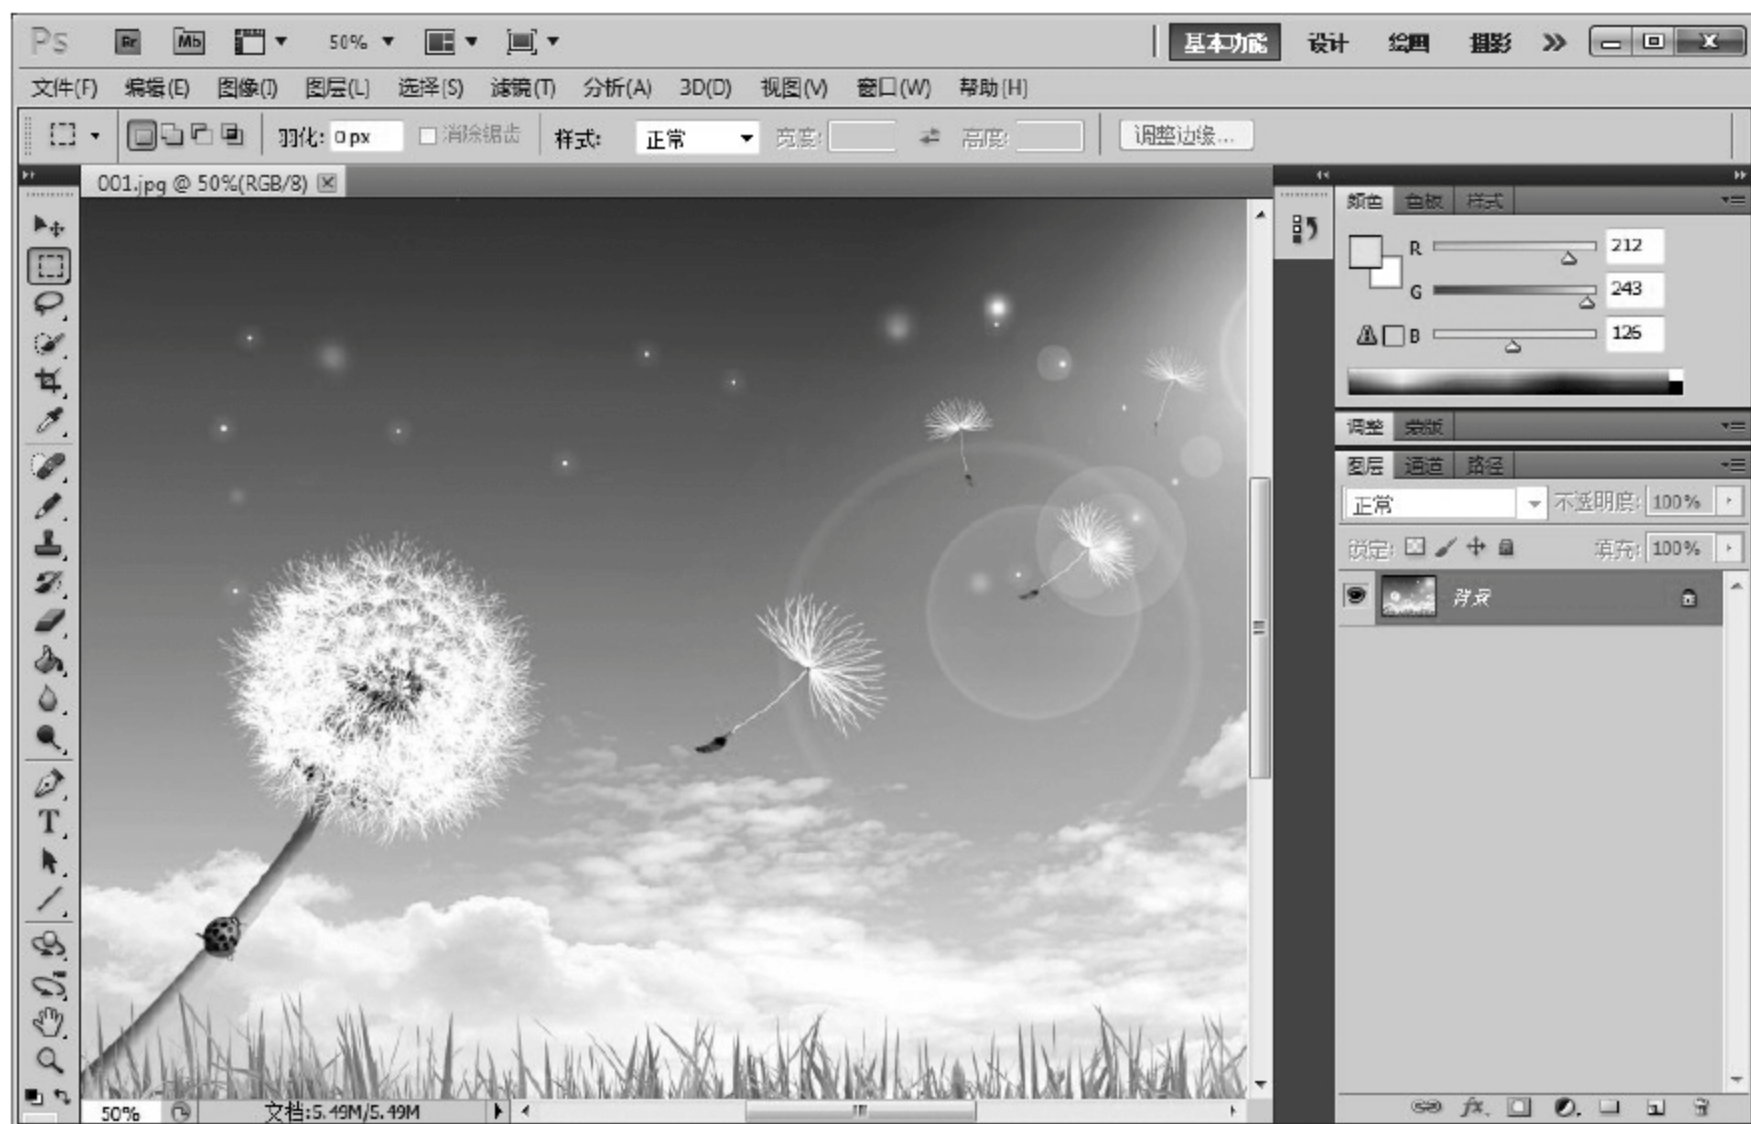 Ps Br Mb 50% 基本功能 设计 绘画 摄影
文件(F) 编辑(E) 图像(I) 图层(L) 选择(S) 滤镜(T) 分析(A) 3D(D) 视图(V) 窗口(W) 帮助(H)
羽化: 0 px 消除锯齿 样式: 正常 宽度: 高度: 调整边缘...
001.jpg @ 50%(RGB/8)
颜色 色板 样式
R 212
G 243
B 126
调整 蒙版
图层 通道 路径
正常 不透明度: 100%
锁定: 填充: 100%
背景
50% 文档:5.49M/5.49M